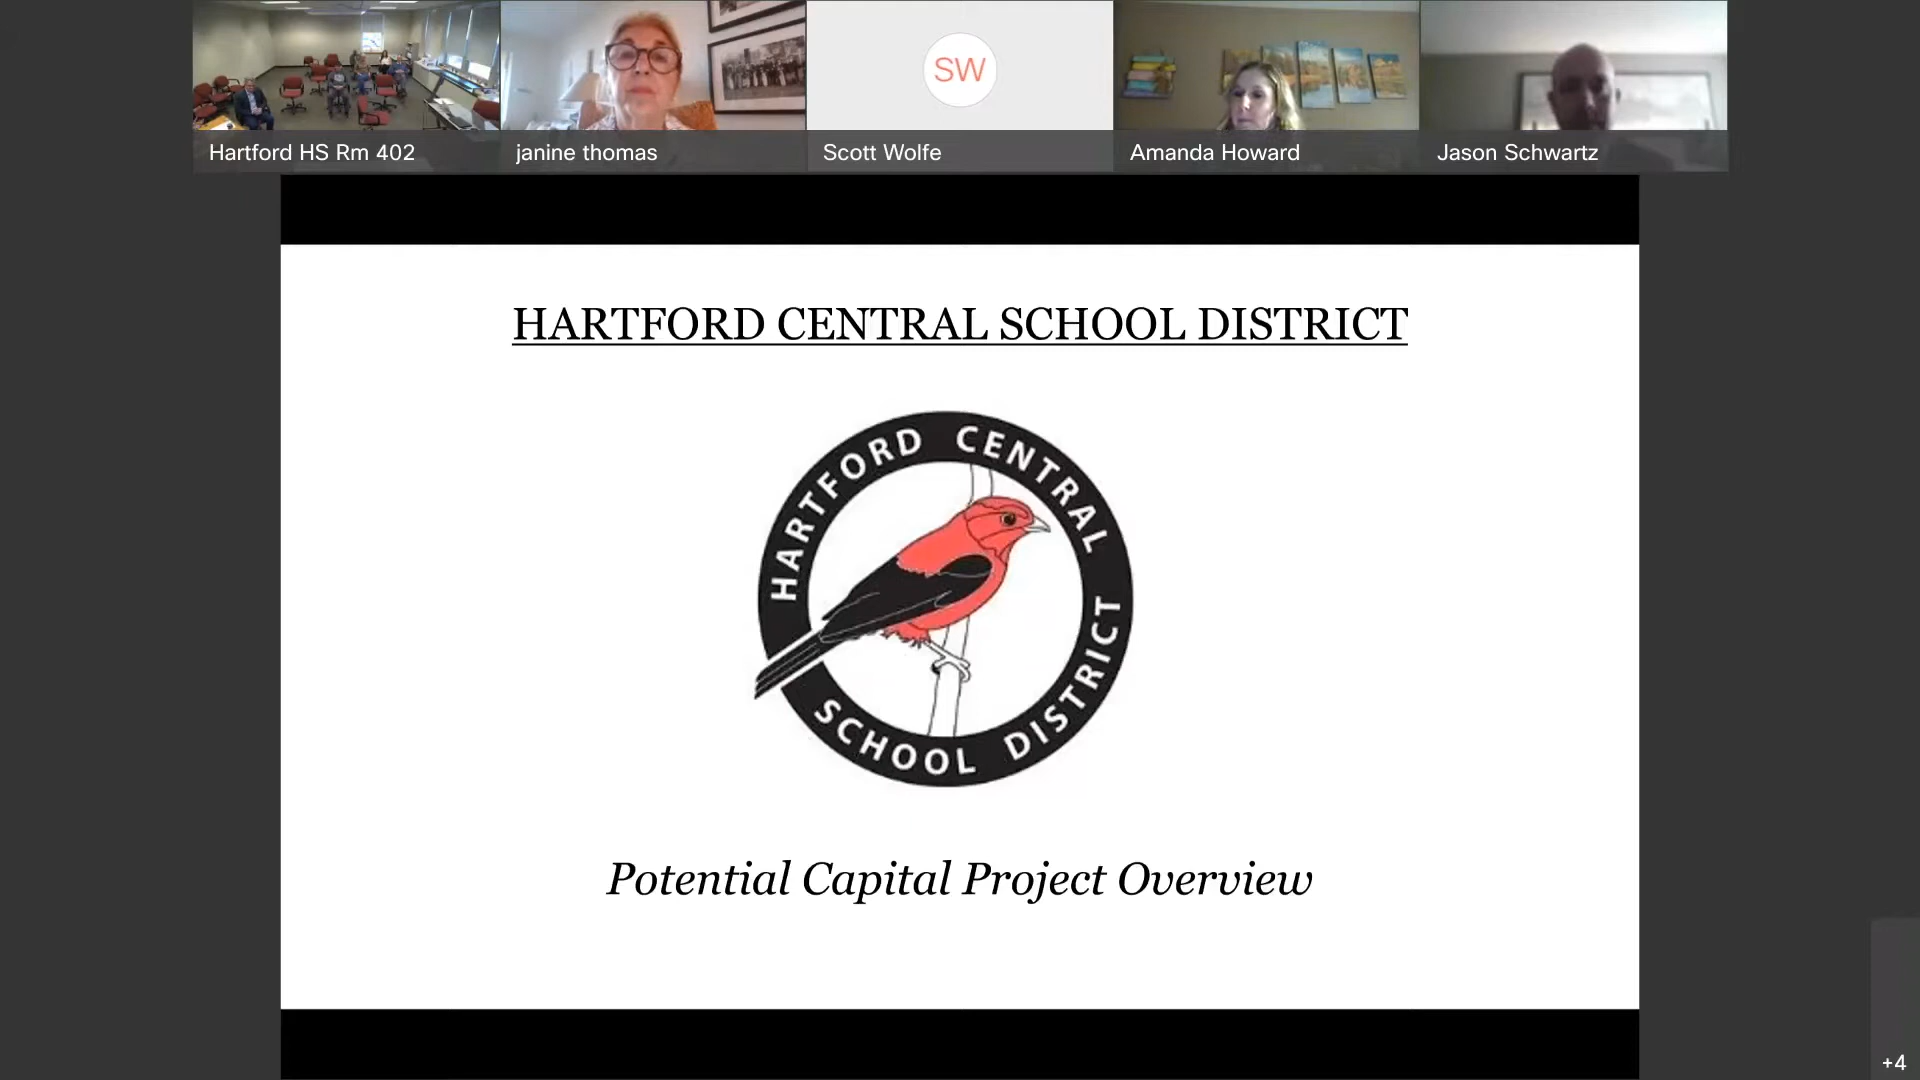 SW
Hartford HS Rm 402
janine thomas
Scott Wolfe
Amanda Howard
Jason Schwartz
HARTFORD CENTRAL SCHOOL DISTRICT
HARTFORD CENTRAL
SCHOOL DISTRICT
Potential Capital Project Overview
+4